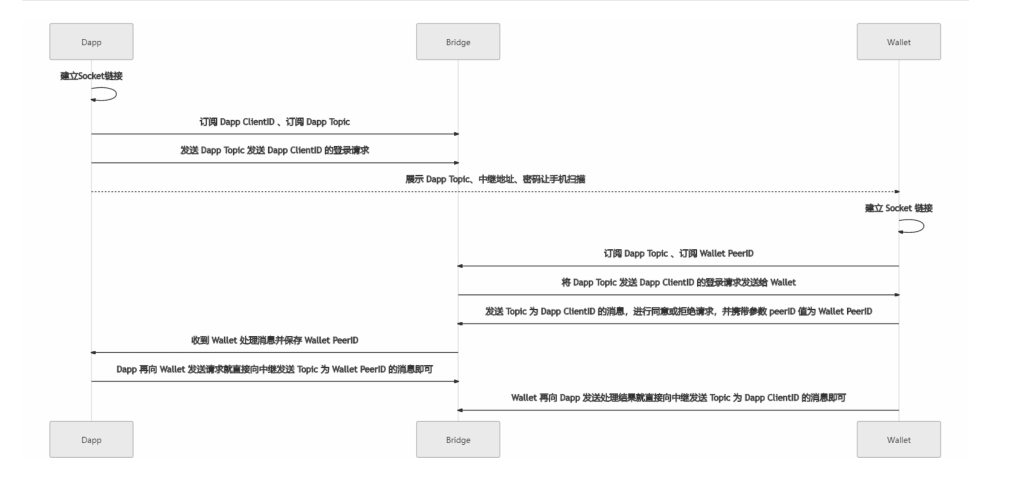 Dapp
Bridge
Wallet
建立Socket链接
订阅 Dapp ClientID 、订阅 Dapp Topic
发送 Dapp Topic 发送 Dapp ClientID 的登录请求
展示 Dapp Topic、中继地址、密码让手机扫描
建立 Socket 链接
订阅 Dapp Topic 、订阅 Wallet PeerID
将 Dapp Topic 发送 Dapp ClientID 的登录请求发送给 Wallet
发送 Topic 为 Dapp ClientID 的消息，进行同意或拒绝请求，并携带参数 peerID 值为 Wallet PeerID
收到 Wallet 处理消息并保存 Wallet PeerID
Dapp 再向 Wallet 发送请求就直接向中继发送 Topic 为 Wallet PeerID 的消息即可
Wallet 再向 Dapp 发送处理结果就直接向中继发送 Topic 为 Dapp ClientID 的消息即可
Dapp
Bridge
Wallet